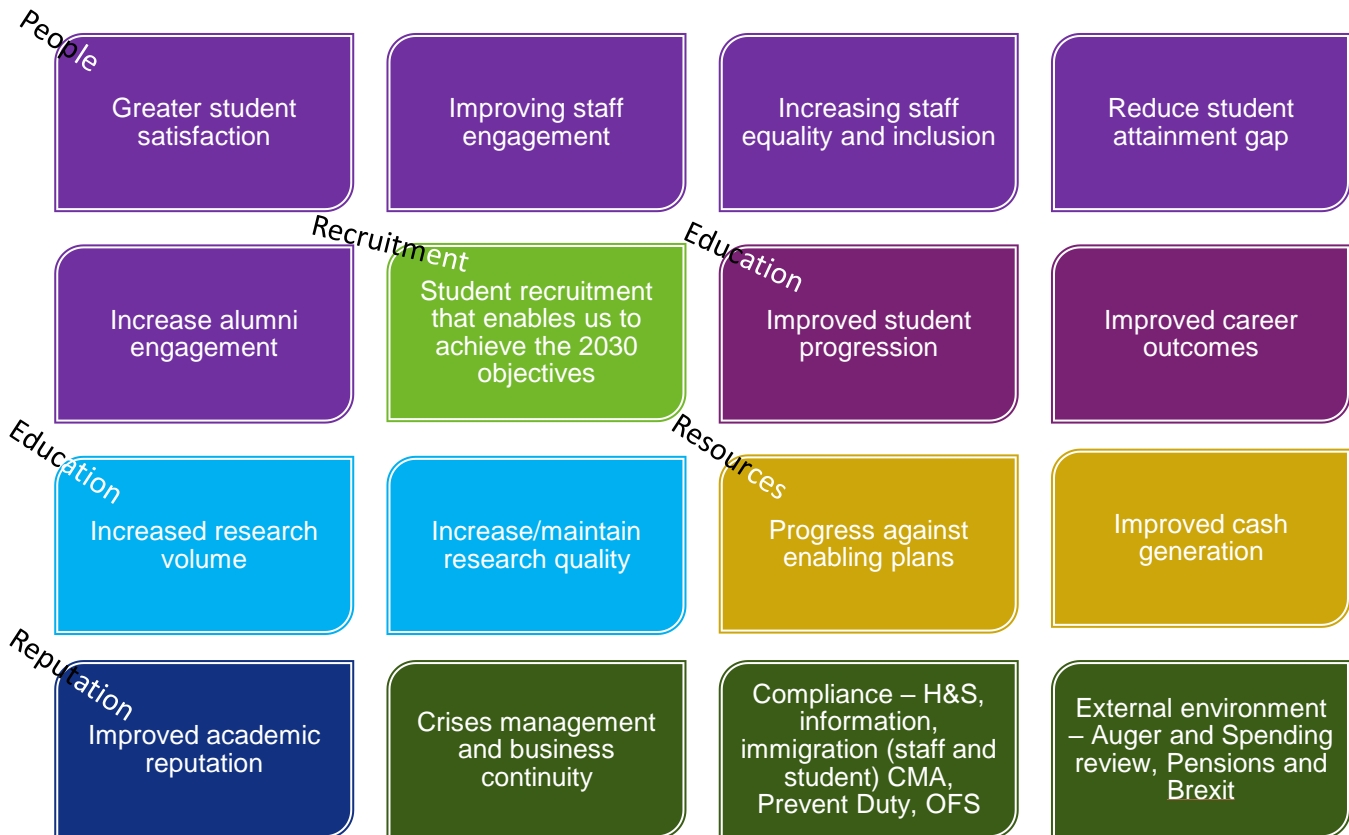 People
Greater student
satisfaction
Improving staff
engagement
Increasing staff
equality and inclusion
Reduce student
attainment gap
Increase alumni
engagement
Recruitment
Student recruitment
that enables us to
achieve the 2030
objectives
Education
Improved student
progression
Improved career
outcomes
Education
Increased research
volume
Increase/maintain
research quality
Resources
Progress against
enabling plans
Improved cash
generation
Reputation
Improved academic
reputation
Crises management
and business
continuity
Compliance – H&S,
information,
immigration (staff and
student) CMA,
Prevent Duty, OFS
External environment
– Auger and Spending
review, Pensions and
Brexit